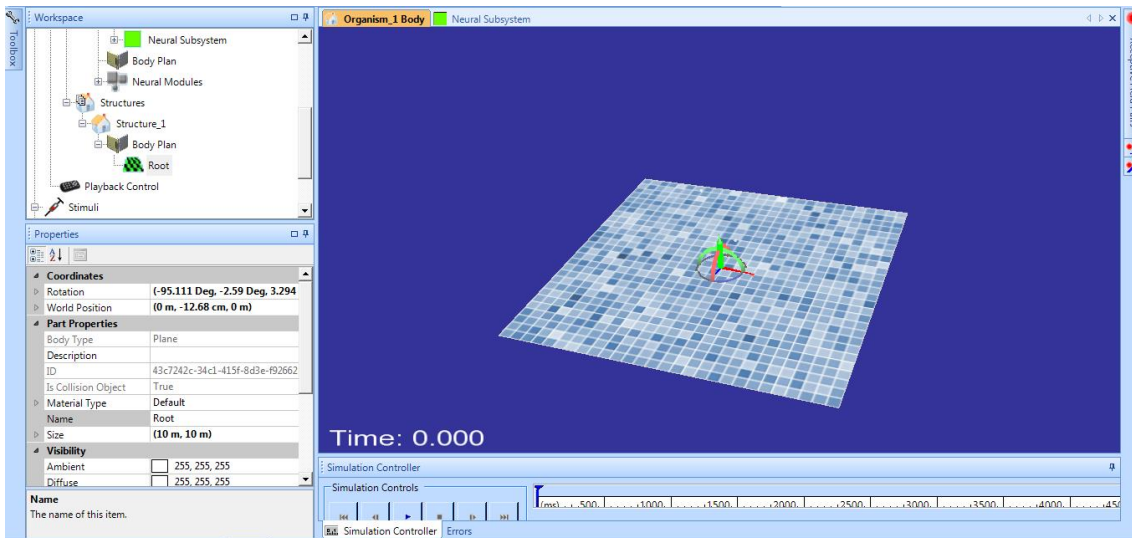 Toolbox
Workspace
Neural Subsystem
Body Plan
Neural Modules
Structures
Structure_1
Body Plan
Root
Playback Control
Stimuli
Properties
Coordinates
Rotation (-95.111 Deg, -2.59 Deg, 3.294
World Position (0 m, -12.68 cm, 0 m)
Part Properties
Body Type Plane
Description
ID 43c7242c-34c1-415f-8d3e-f92662
Is Collision Object True
Material Type Default
Name Root
Size (10 m, 10 m)
Visibility
Ambient 255, 255, 255
Diffuse 255, 255, 255
Name
The name of this item.
Organism_1 Body Neural Subsystem
Time: 0.000
Simulation Controller
Simulation Controls
(ms) 500 1000 1500 2000 2500 3000 3500 4000 450
Simulation Controller Errors